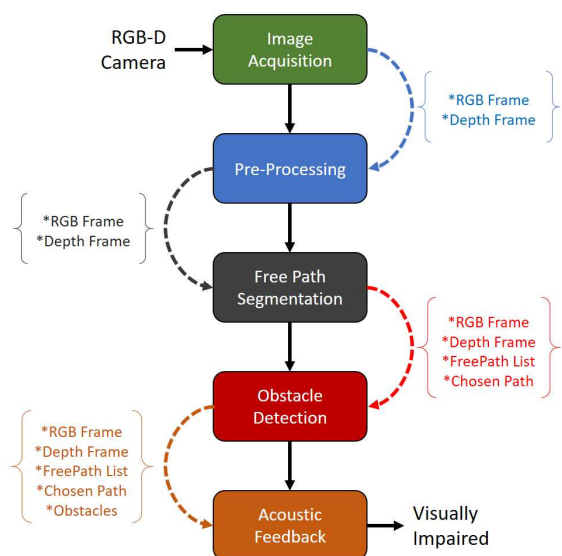 RGB-D
Camera
Image
Acquisition
*RGB Frame
*Depth Frame
Pre-Processing
*RGB Frame
*Depth Frame
Free Path
Segmentation
*RGB Frame
*Depth Frame
*FreePath List
*Chosen Path
Obstacle
Detection
*RGB Frame
*Depth Frame
*FreePath List
*Chosen Path
*Obstacles
Acoustic
Feedback
Visually
Impaired